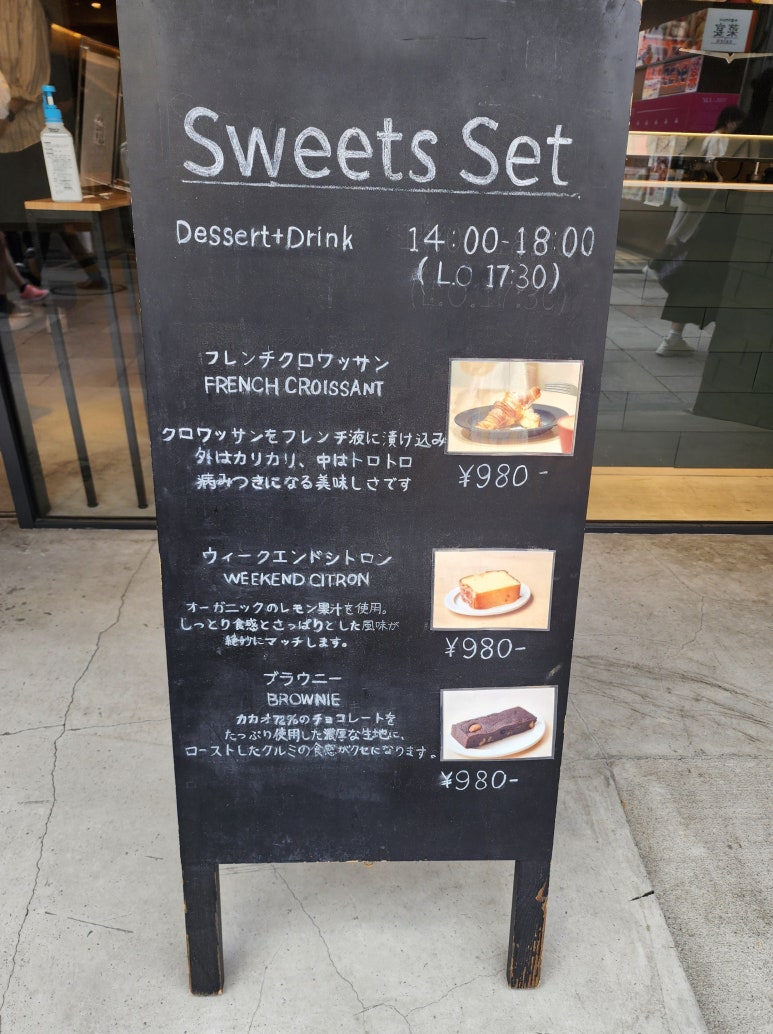 Sweets Set
Dessert+Drink
14:00-18:00
(L.O 17:30)
フレンチクロワッサン
FRENCH CROISSANT
クロワッサンをフレンチ液に漬け込み
外はカリカリ、中はトロトロ
病みつきになる美味しさです
¥980-
ウィークエンドシトロン
WEEKEND CITRON
オーガニックのレモン果汁を使用。
しっとり食感とさっぱりとした風味が
絶妙にマッチします。
¥980-
ブラウニー
BROWNIE
カカオ72%のチョコレートを
たっぷり使用した濃厚な生地に、
ローストしたクルミの食感がクセになります。
¥980-